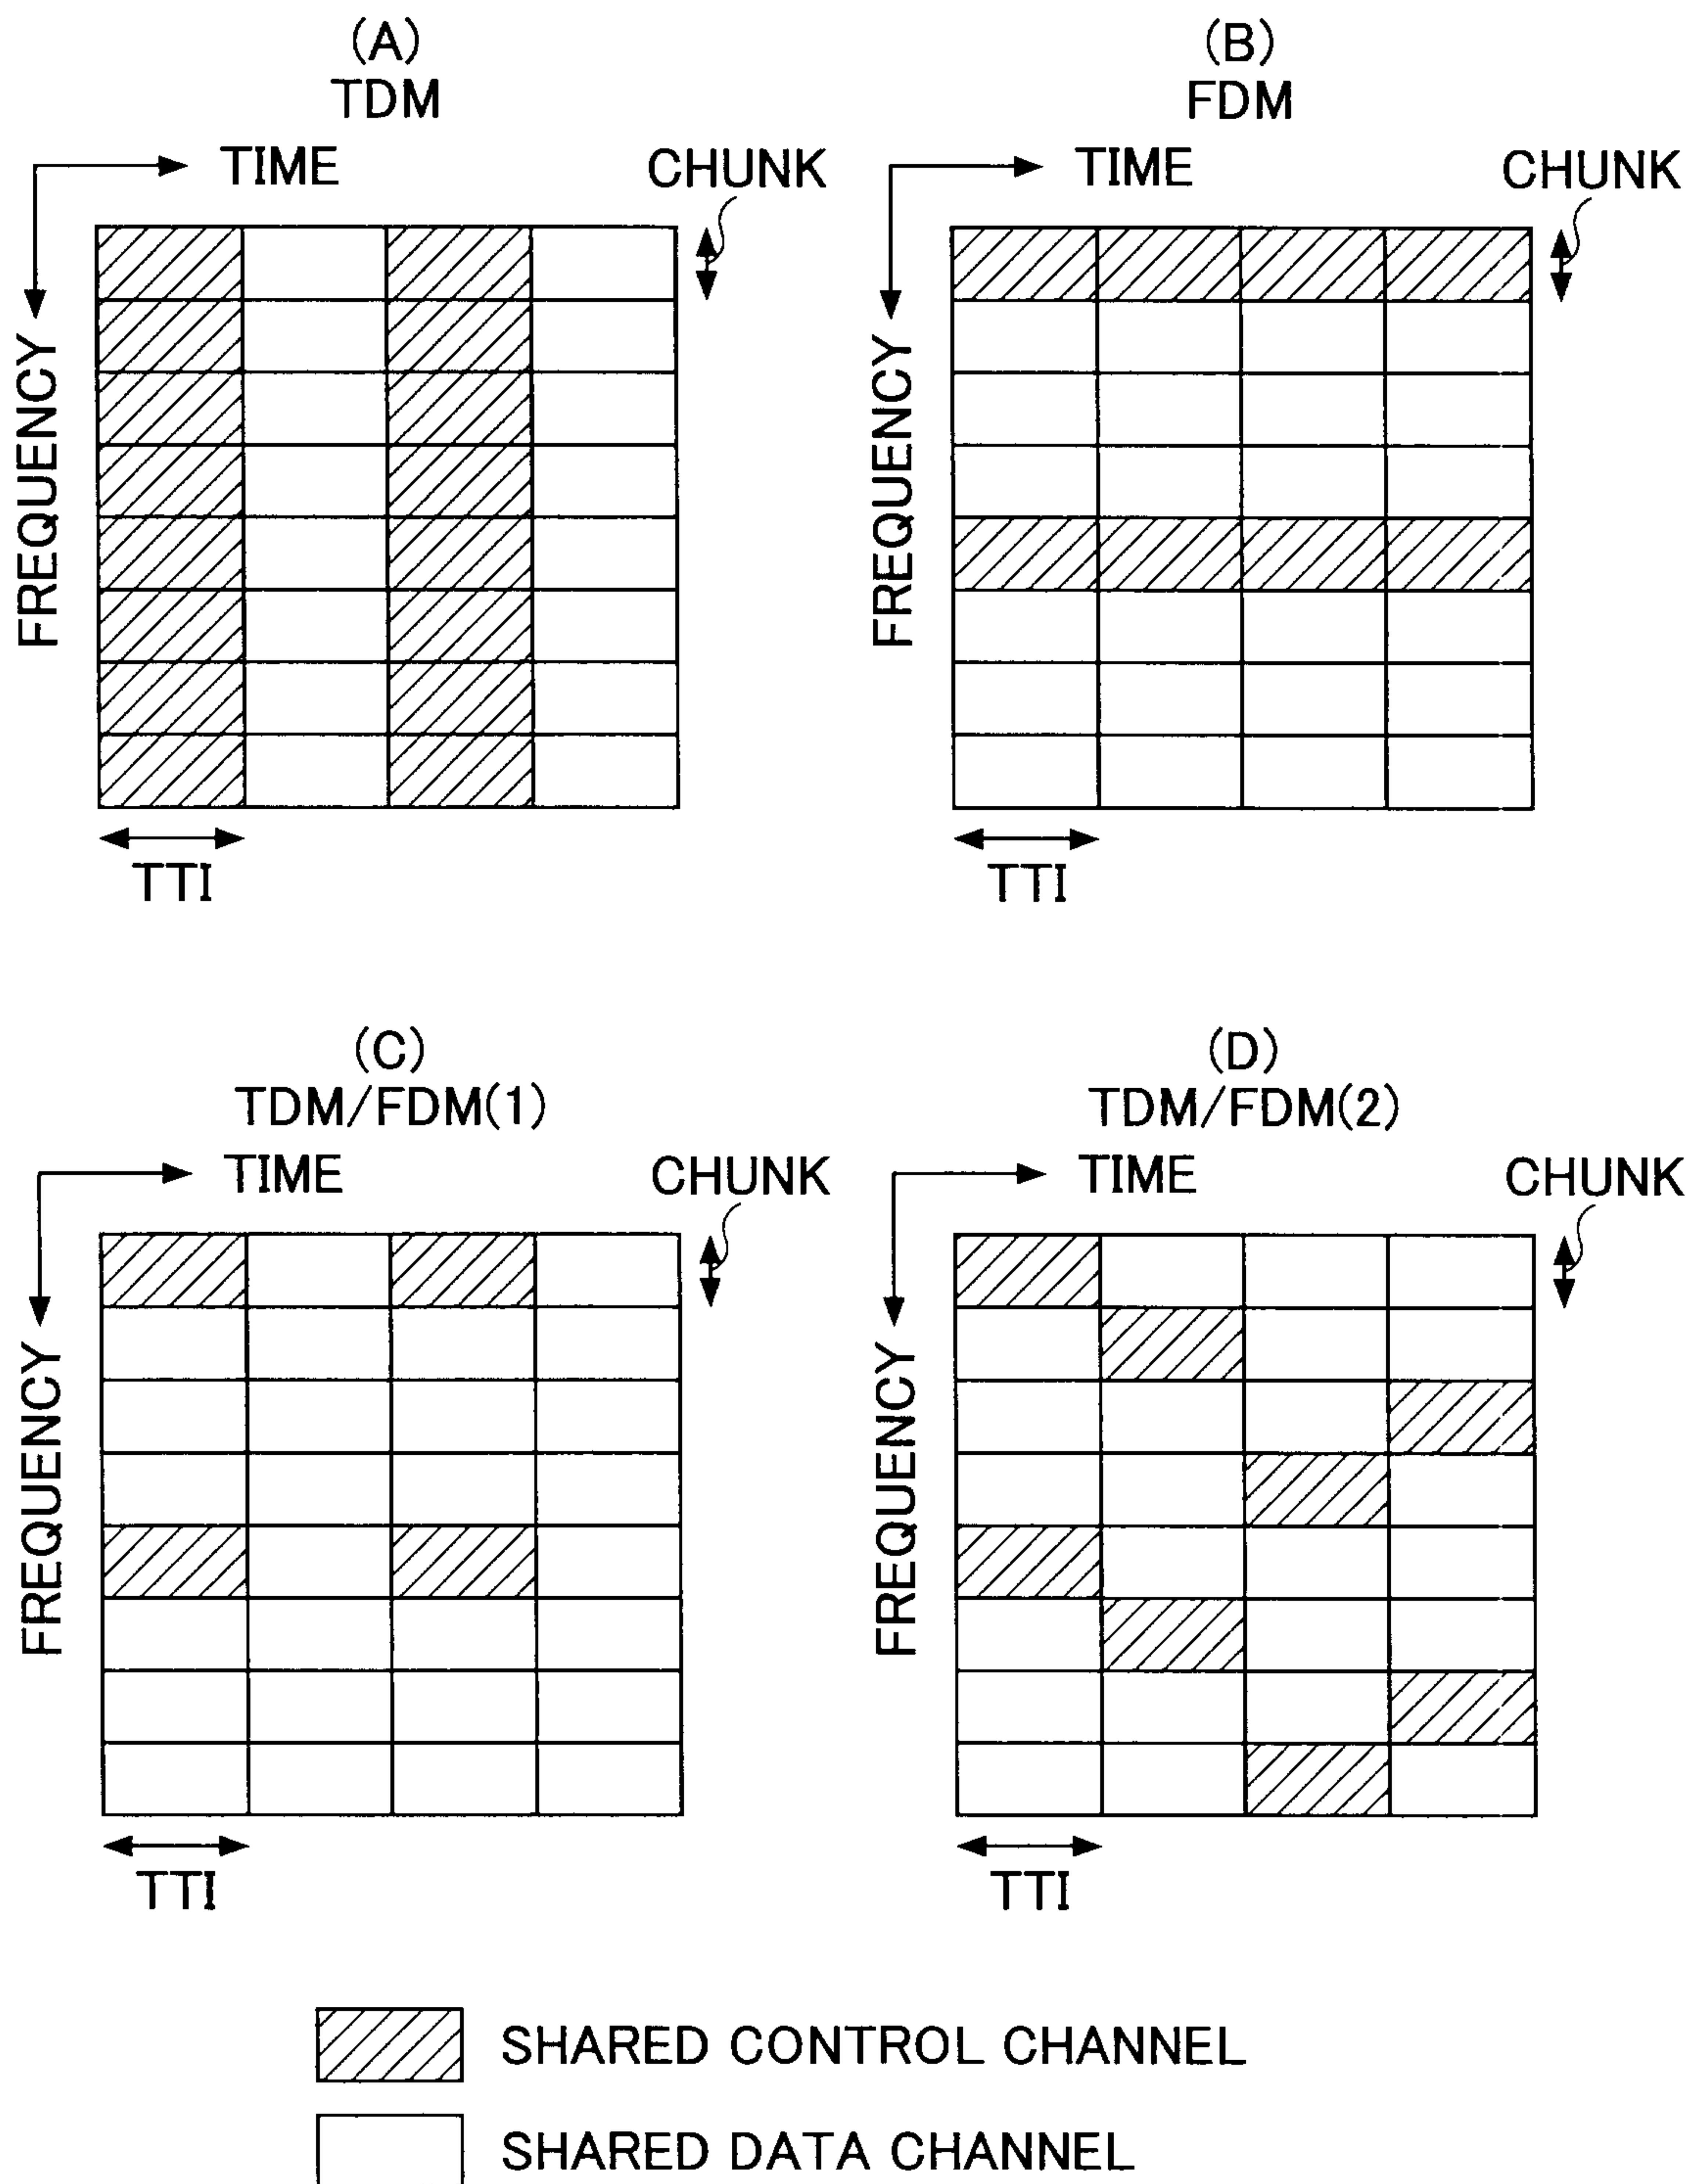 (A)
TDM
TIME
CHUNK
FREQUENCY
TTI
(B)
FDM
TIME
CHUNK
FREQUENCY
TTI
(C)
TDM/FDM(1)
TIME
CHUNK
FREQUENCY
TTI
(D)
TDM/FDM(2)
TIME
CHUNK
FREQUENCY
TTI
SHARED CONTROL CHANNEL
SHARED DATA CHANNEL